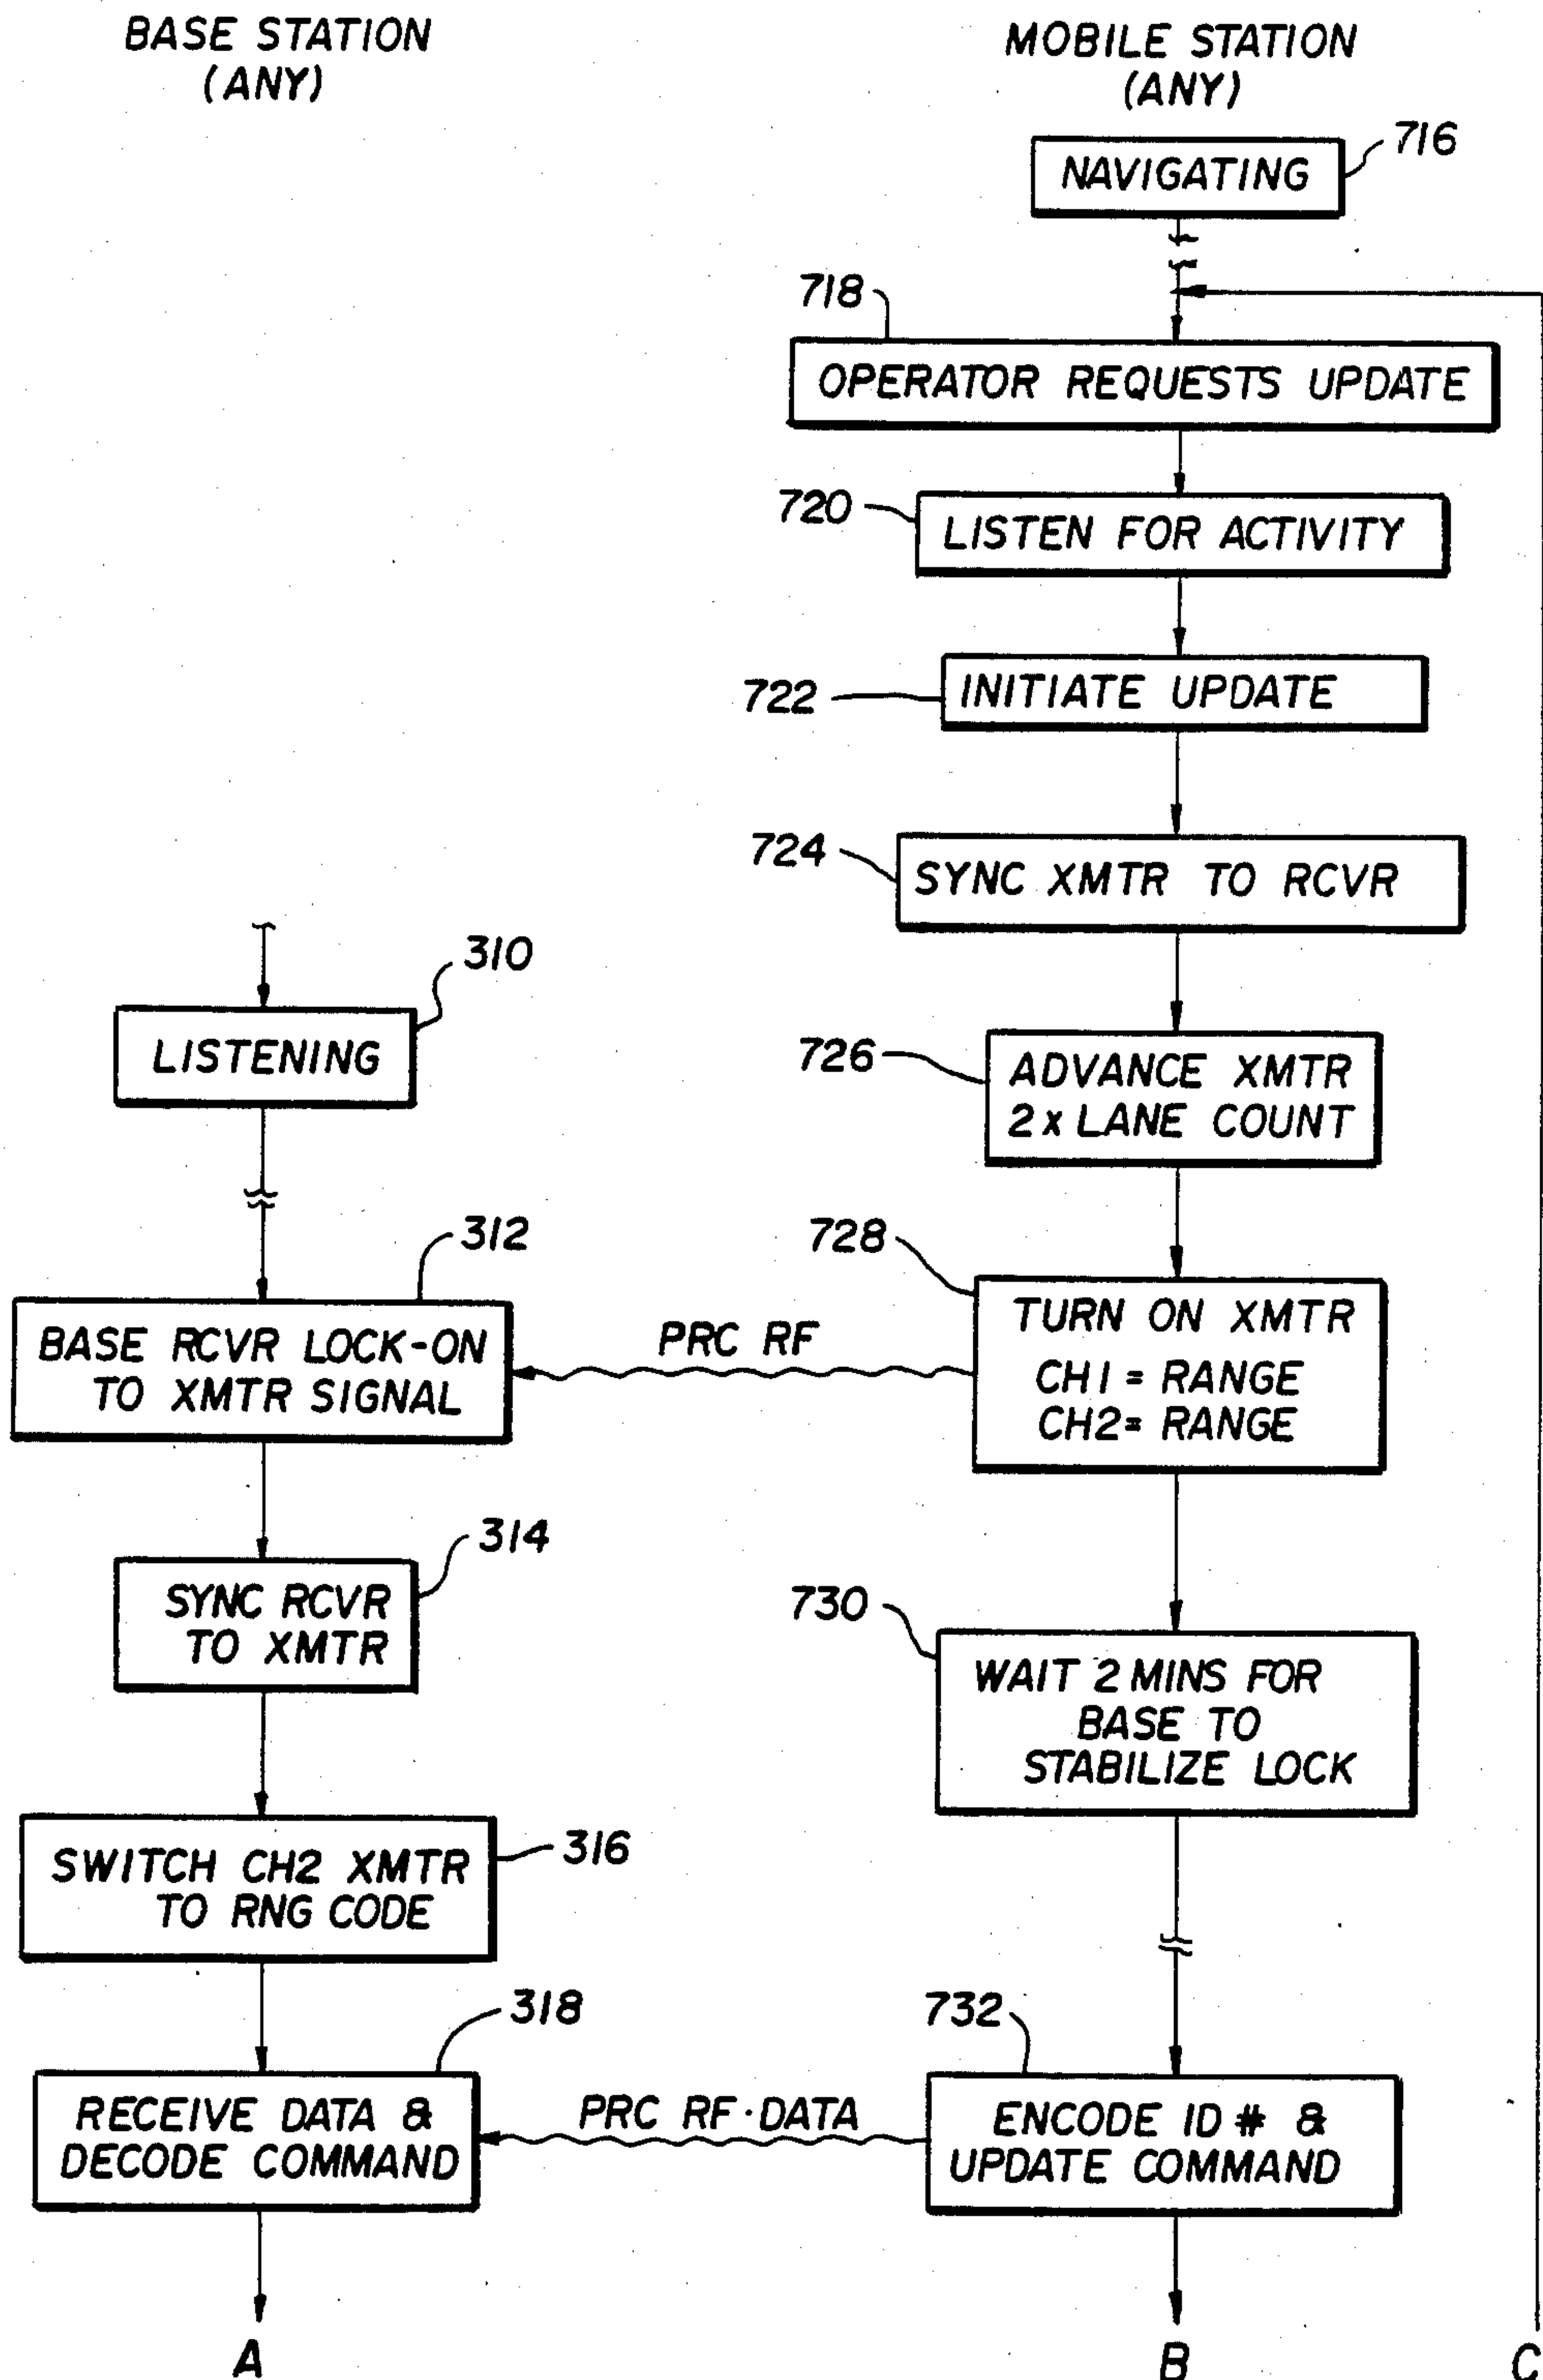 BASE STATION
(ANY)
MOBILE STATION
(ANY)
NAVIGATING
716
718
OPERATOR REQUESTS UPDATE
720
LISTEN FOR ACTIVITY
722
INITIATE UPDATE
724
SYNC XMTR TO RCVR
310
LISTENING
726
ADVANCE XMTR
2 x LANE COUNT
312
BASE RCVR LOCK-ON
TO XMTR SIGNAL
PRC RF
728
TURN ON XMTR
CH1 = RANGE
CH2 = RANGE
314
SYNC RCVR
TO XMTR
730
WAIT 2 MINS FOR
BASE TO
STABILIZE LOCK
316
SWITCH CH2 XMTR
TO RNG CODE
318
RECEIVE DATA &
DECODE COMMAND
PRC RF·DATA
732
ENCODE ID # &
UPDATE COMMAND
A
B
C